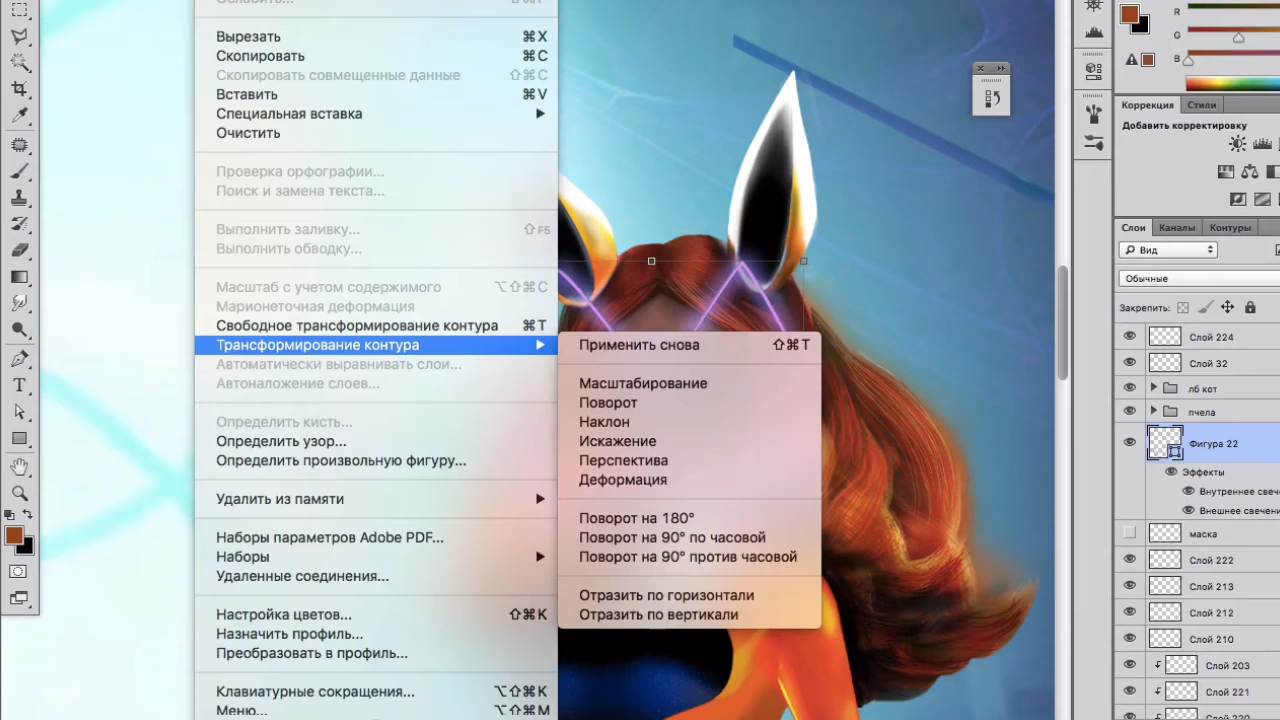 Ослабить... ⇧⌘F
Вырезать ⌘X
Скопировать ⌘C
Скопировать совмещенные данные ⇧⌘C
Вставить ⌘V
Специальная вставка
Очистить
Проверка орфографии...
Поиск и замена текста...
Выполнить заливку... ⇧F5
Выполнить обводку...
Масштаб с учетом содержимого ⌥⇧⌘C
Марионеточная деформация
Свободное трансформирование контура ⌘T
Трансформирование контура
Автоматически выравнивать слои...
Автоналожение слоев...
Определить кисть...
Определить узор...
Определить произвольную фигуру...
Удалить из памяти
Наборы параметров Adobe PDF...
Наборы
Удаленные соединения...
Настройка цветов... ⇧⌘K
Назначить профиль...
Преобразовать в профиль...
Клавиатурные сокращения... ⌥⇧⌘K
Меню... ⌥⇧⌘M
Применить снова ⇧⌘T
Масштабирование
Поворот
Наклон
Искажение
Перспектива
Деформация
Поворот на 180°
Поворот на 90° по часовой
Поворот на 90° против часовой
Отразить по горизонтали
Отразить по вертикали
R
G
B
Коррекция Стили
Добавить корректировку
Слои Каналы Контуры
Вид
Обычные
Закрепить:
Слой 224
Слой 32
лб кот
пчела
Фигура 22
Эффекты
Внутреннее свече
Внешнее свечени
маска
Слой 222
Слой 213
Слой 212
Слой 210
Слой 203
Слой 221
Слой 220